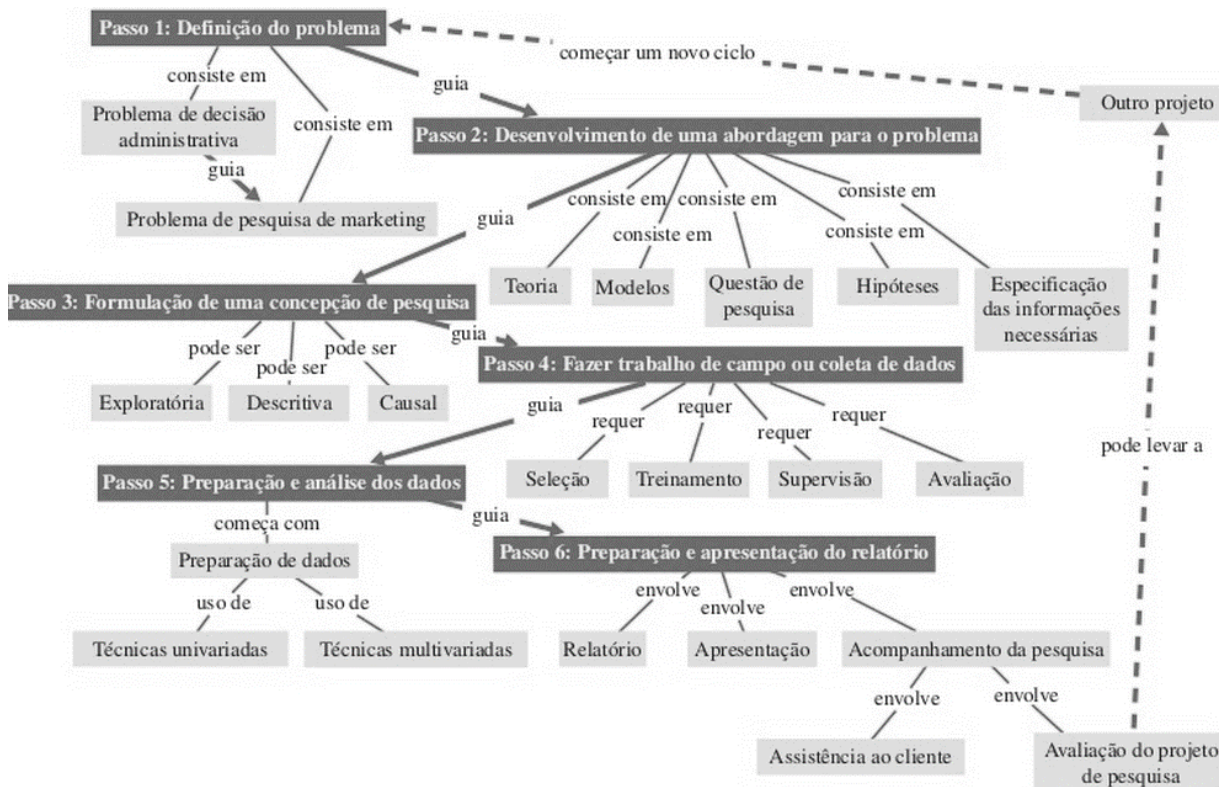 Passo 1: Definição do problema
começar um novo ciclo
consiste em
guia
Outro projeto
Problema de decisão
administrativa
consiste em
Passo 2: Desenvolvimento de uma abordagem para o problema
guia
consiste em
Problema de pesquisa de marketing
guia
consiste em
consiste em
consiste em
consiste em
Teoria
Modelos
Questão de
pesquisa
Hipóteses
Especificação
das informações
necessárias
Passo 3: Formulação de uma concepção de pesquisa
pode ser
pode ser
pode ser
guia
Passo 4: Fazer trabalho de campo ou coleta de dados
Exploratória
Descritiva
Causal
guia
requer
requer
requer
requer
pode levar a
Passo 5: Preparação e análise dos dados
Seleção
Treinamento
Supervisão
Avaliação
começa com
guia
Preparação de dados
Passo 6: Preparação e apresentação do relatório
uso de
uso de
envolve
envolve
envolve
Técnicas univariadas
Técnicas multivariadas
Relatório
Apresentação
Acompanhamento da pesquisa
envolve
envolve
Assistência ao cliente
Avaliação do projeto
de pesquisa